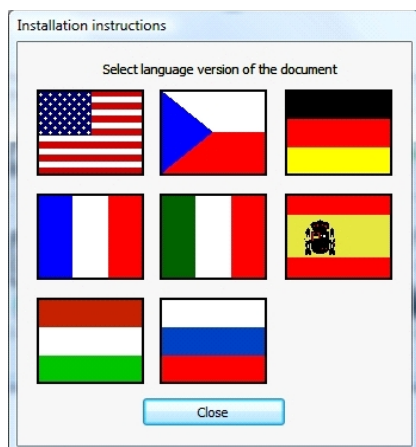 Installation instructions
Select language version of the document
Close